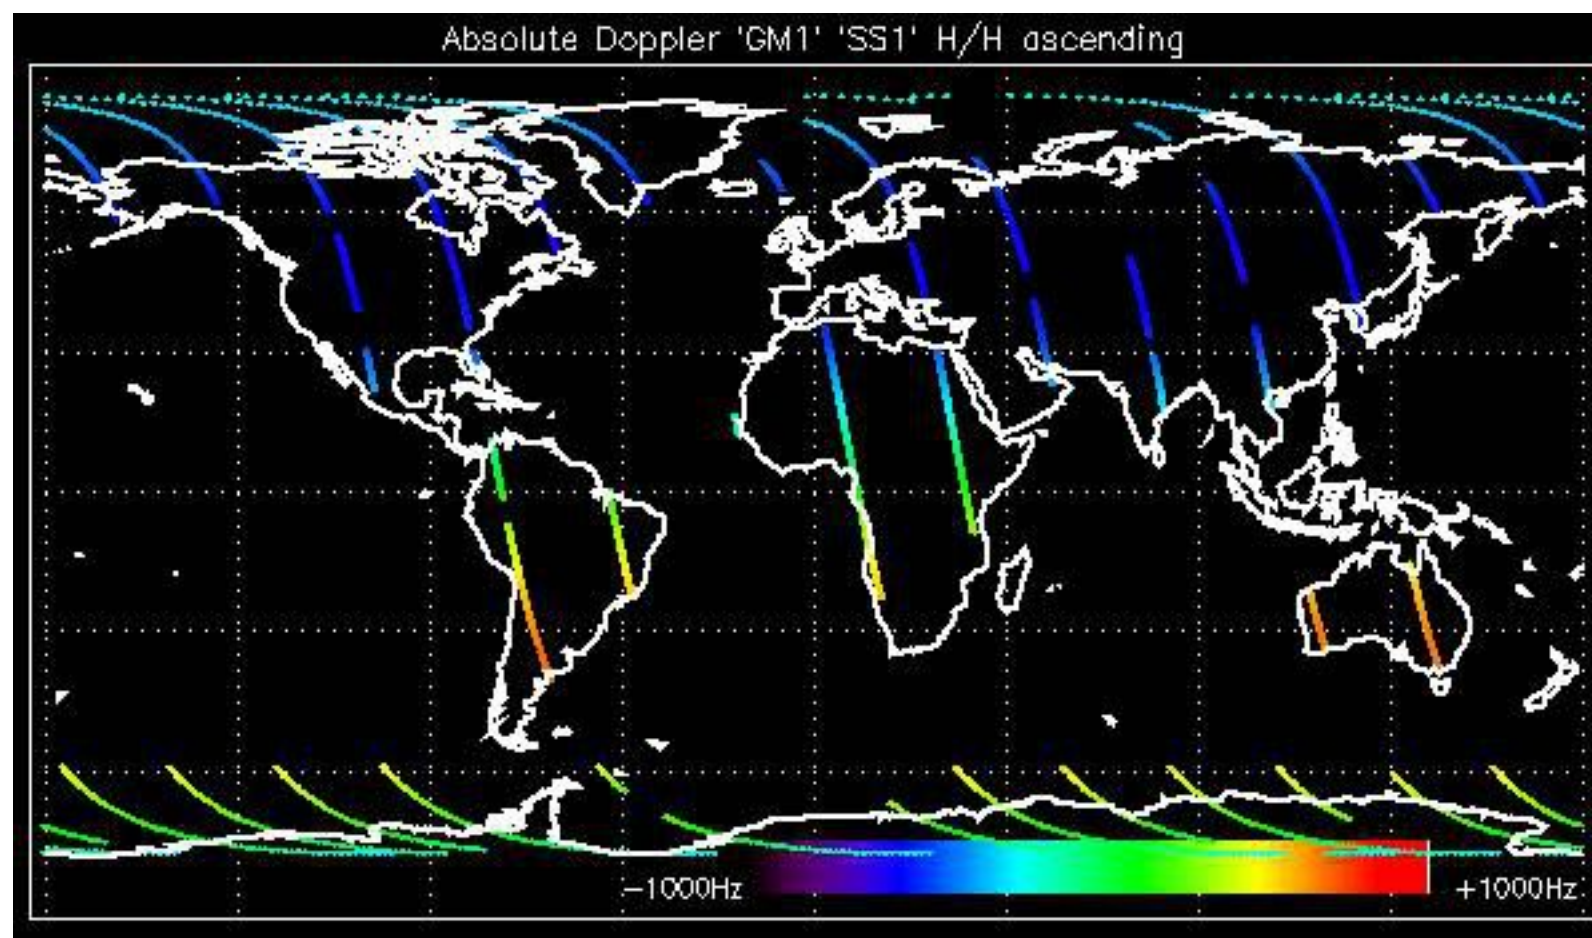 Absolute Doppler 'GM1' 'SS1' H/H ascending
−1000Hz
+1000Hz